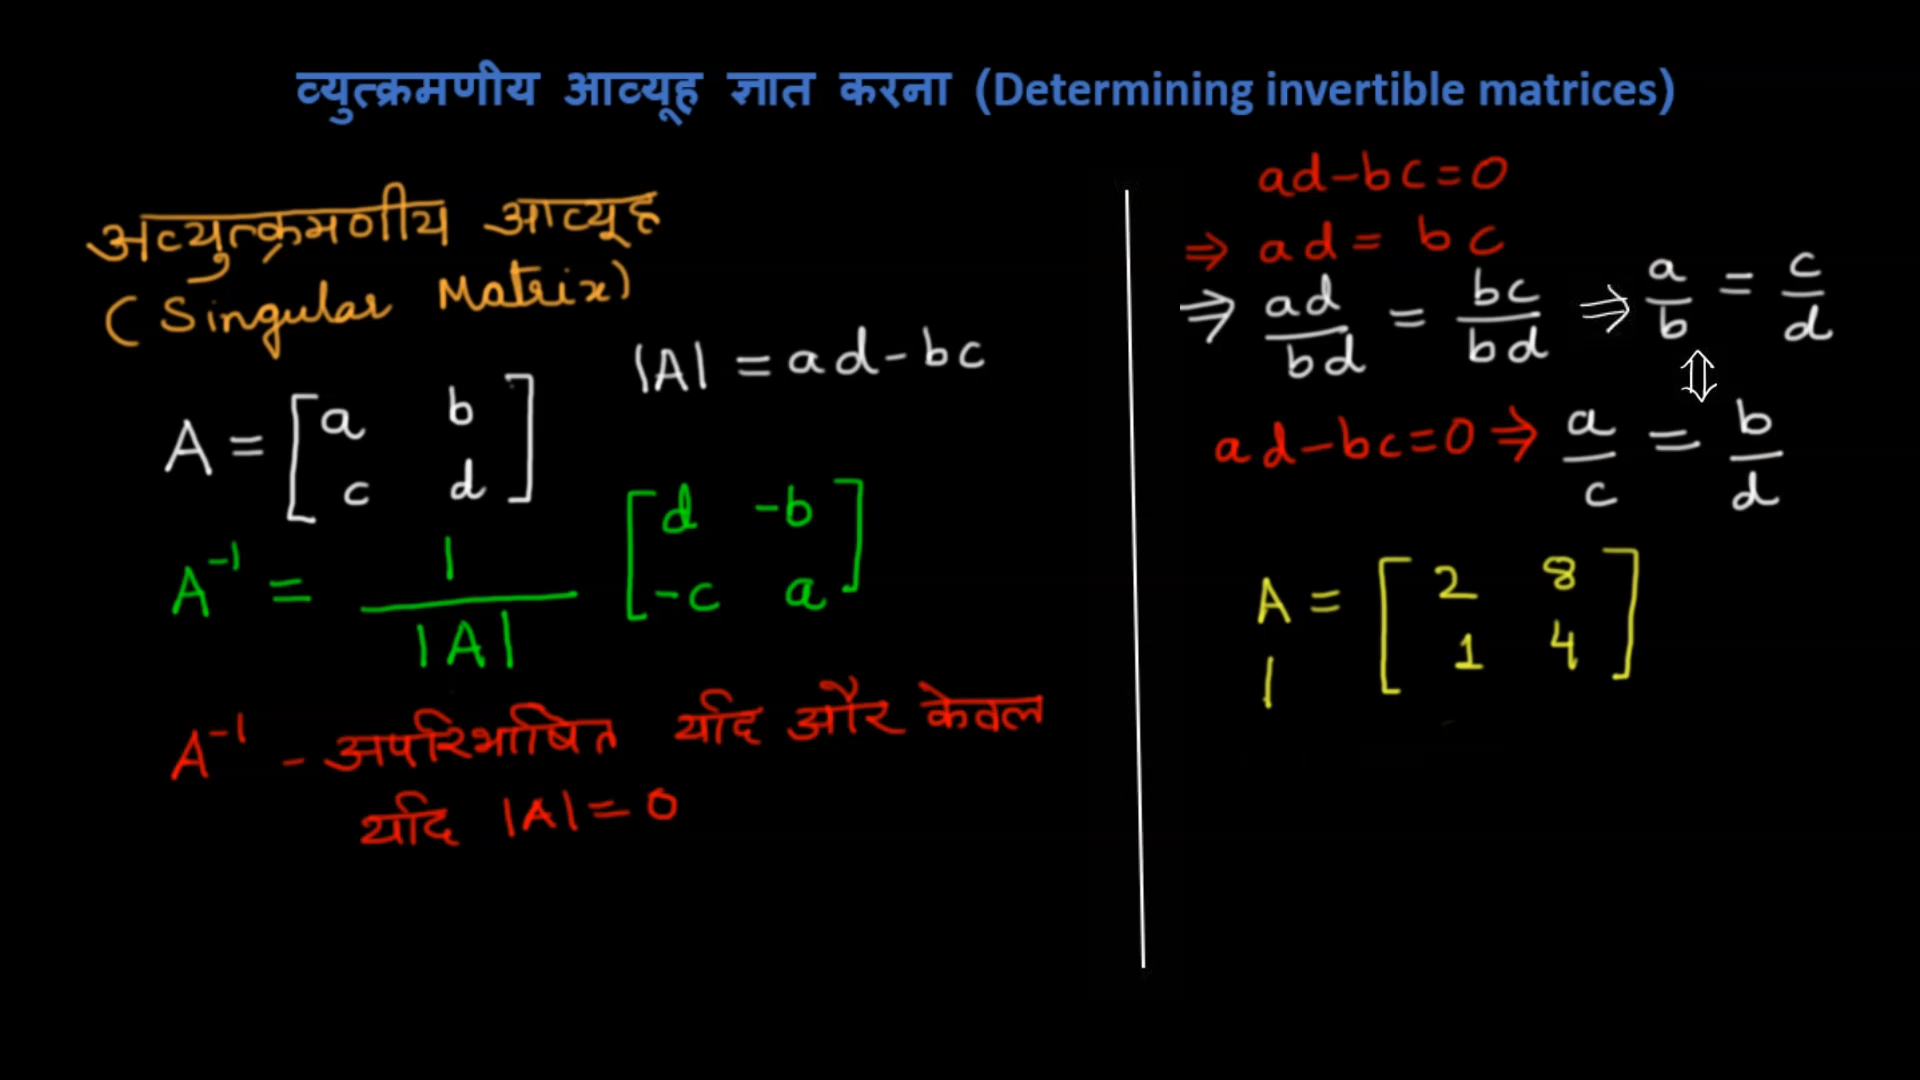 व्युत्क्रमणीय आव्यूह ज्ञात करना (Determining invertible matrices)
अव्युत्क्रमणीय आव्यूह
(Singular Matrix)
|A| = ad-bc
A = [a b
c d]
A⁻¹ = 1/|A| [d -b
-c a]
A⁻¹ - अपरिभाषित यदि और केवल
यदि |A| = 0
ad-bc=0
⇒ ad = bc
⇒ ad/bd = bc/bd ⇒ a/b = c/d
⇕
ad-bc=0 ⇒ a/c = b/d
A = [2 8
1 4]
|